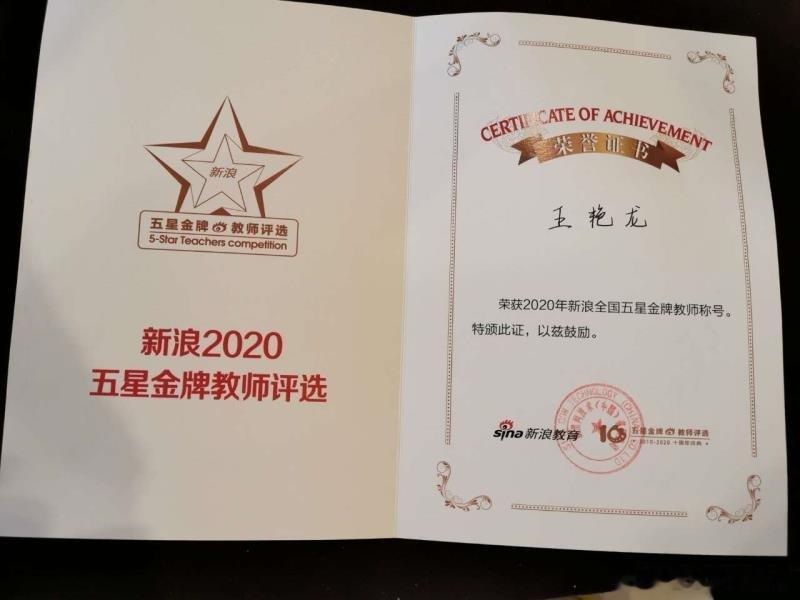 新浪
五星金牌 教师评选
5-Star Teachers competition
新浪2020
五星金牌教师评选
CERTIFICATE OF ACHIEVEMENT
荣誉证书
王艳龙
荣获2020年新浪全国五星金牌教师称号。
特颁此证，以兹鼓励。
sina 新浪教育
10
五星金牌 教师评选
2010-2020